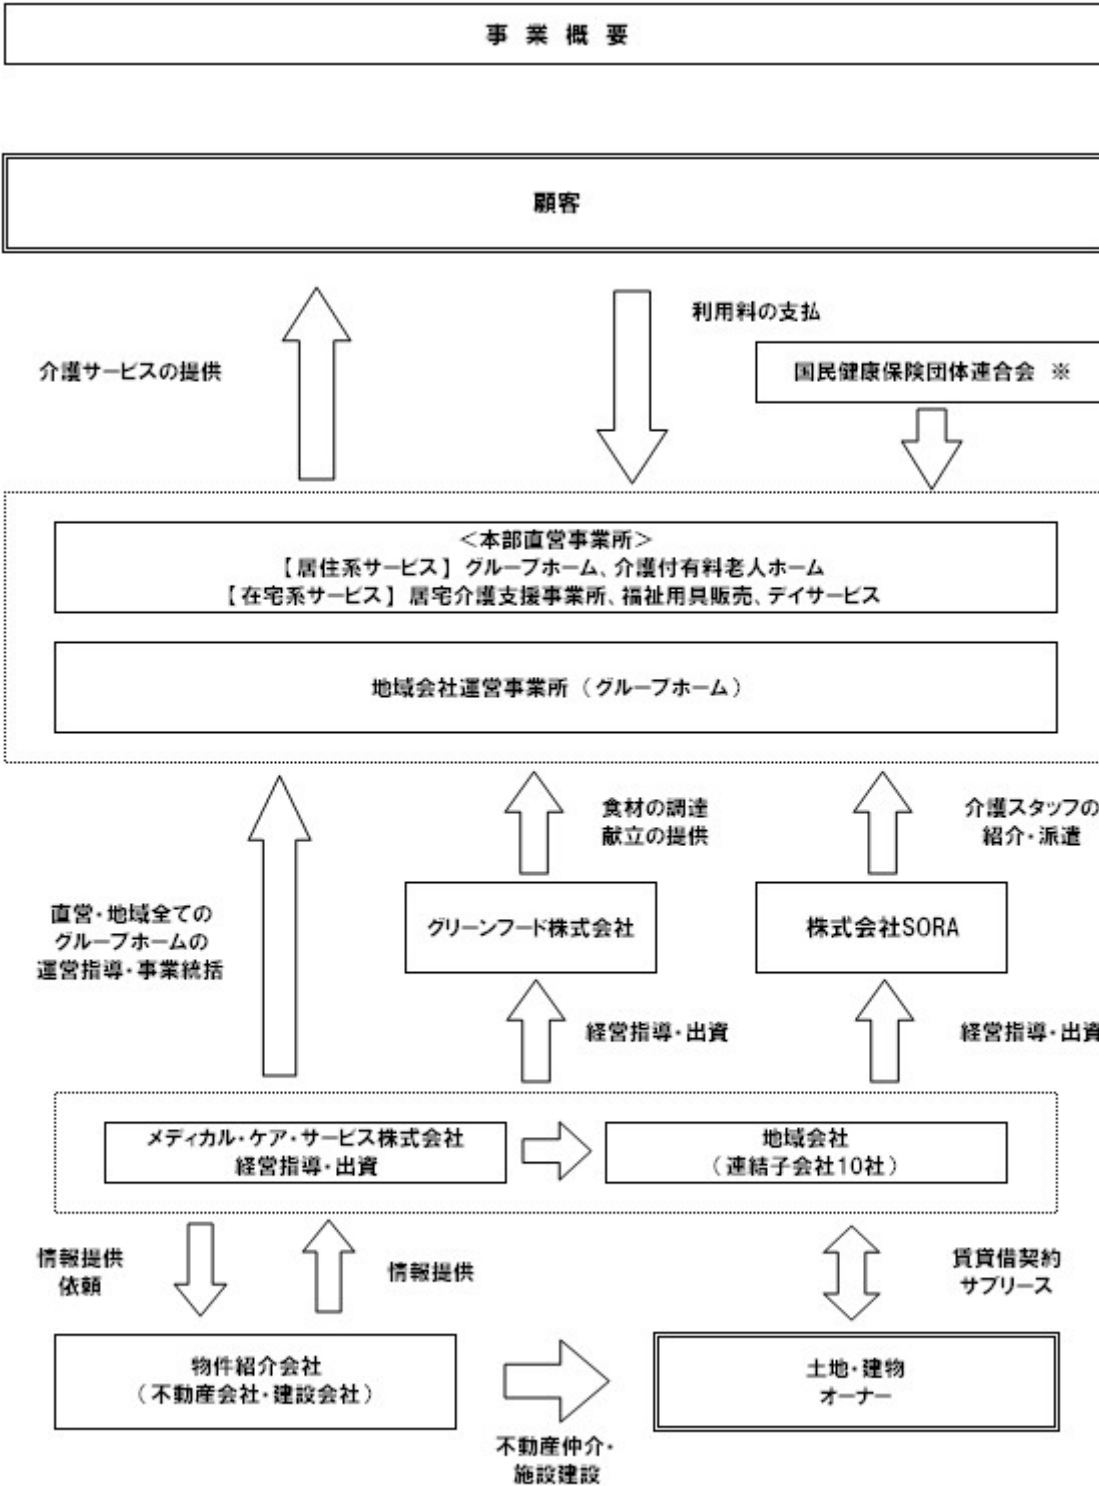 事業概要
顧客
利用料の支払
介護サービスの提供
国民健康保険団体連合会 ※
＜本部直営事業所＞
【居住系サービス】グループホーム、介護付有料老人ホーム
【在宅系サービス】居宅介護支援事業所、福祉用具販売、デイサービス
地域会社運営事業所（グループホーム）
食材の調達
献立の提供
介護スタッフの
紹介・派遣
直営・地域全ての
グループホームの
運営指導・事業統括
グリーンフード株式会社
株式会社SORA
経営指導・出資
経営指導・出資
メディカル・ケア・サービス株式会社
経営指導・出資
地域会社
（連結子会社10社）
情報提供
依頼
情報提供
賃貸借契約
サブリース
物件紹介会社
（不動産会社・建設会社）
土地・建物
オーナー
不動産仲介・
施設建設